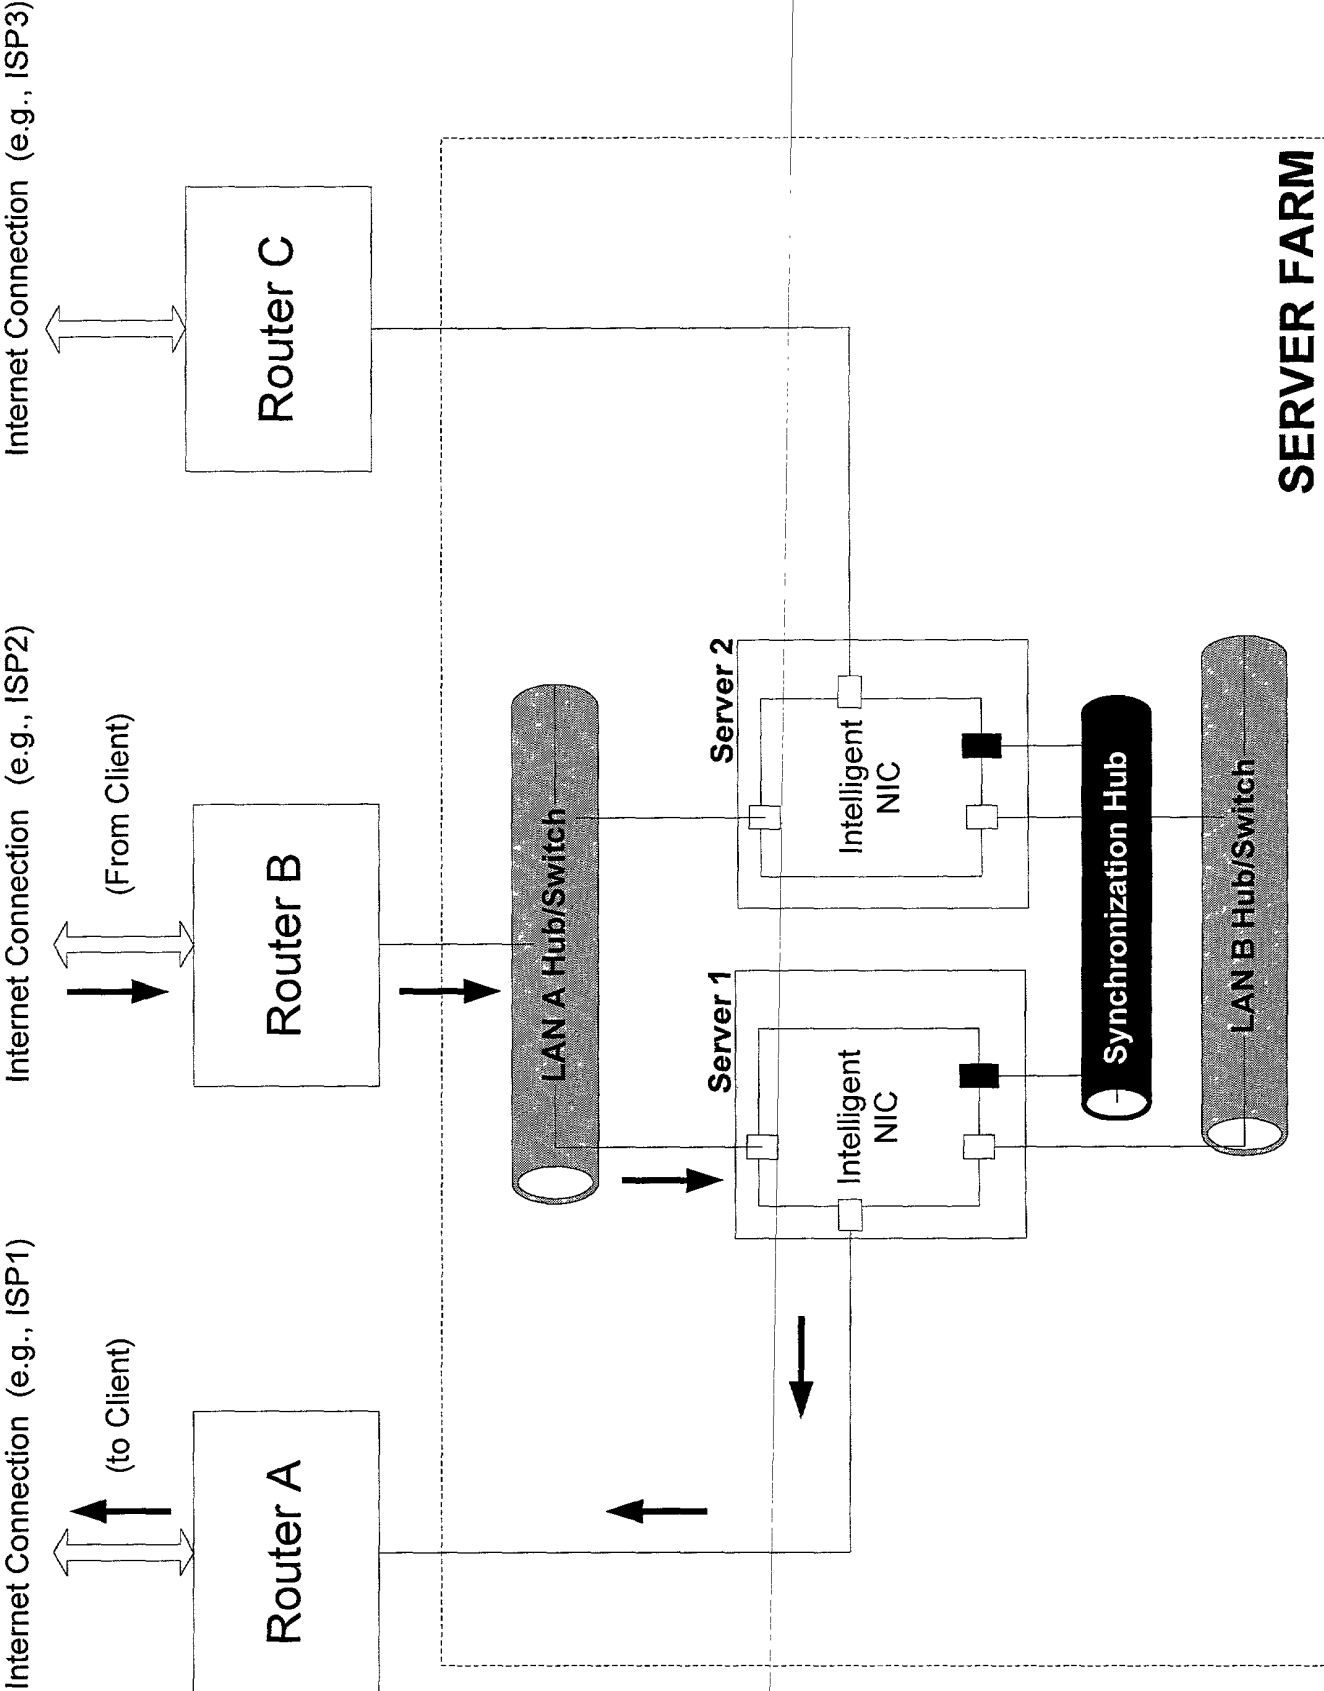 Internet Connection (e.g., ISP1)
Internet Connection (e.g., ISP2)
Internet Connection (e.g., ISP3)
(to Client)
(From Client)
Router A
Router B
Router C
LAN A Hub/Switch
Server 1
Server 2
Intelligent
NIC
Intelligent
NIC
Synchronization Hub
LAN B Hub/Switch
SERVER FARM